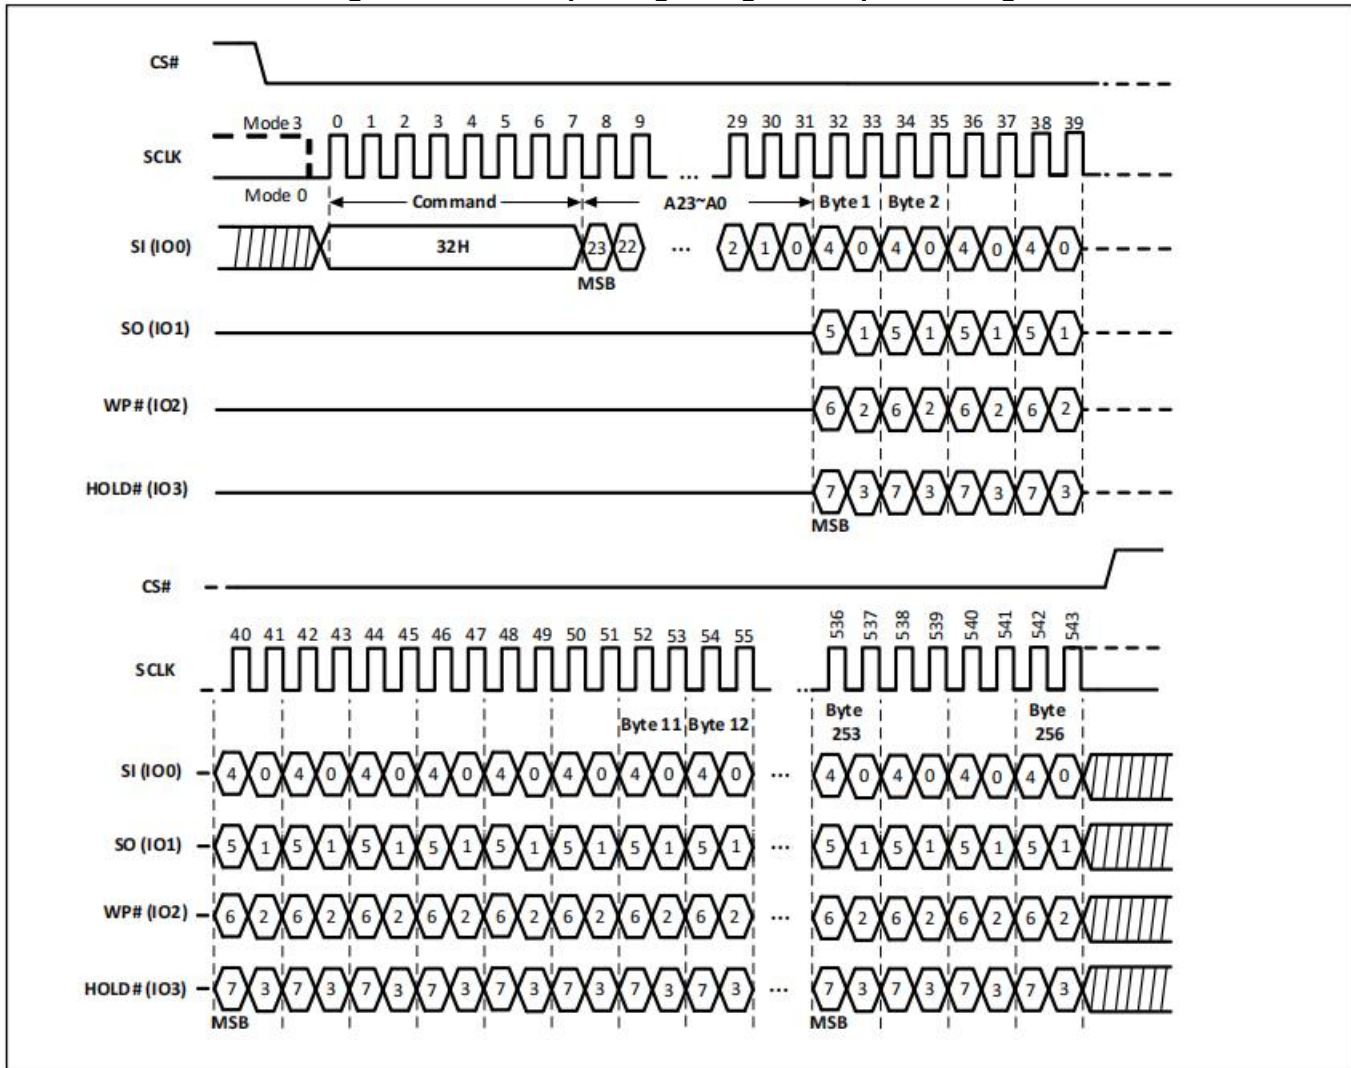 CS#
Mode 3 0 1 2 3 4 5 6 7 8 9 29 30 31 32 33 34 35 36 37 38 39
SCLK ...
Mode 0 Command A23~A0 Byte 1 Byte 2
SI (IO0) 32H 23 22 ... 2 1 0 4 0 4 0 4 0 4 0
MSB
SO (IO1) 5 1 5 1 5 1 5 1
WP# (IO2) 6 2 6 2 6 2 6 2
HOLD# (IO3) 7 3 7 3 7 3 7 3
MSB
CS#
40 41 42 43 44 45 46 47 48 49 50 51 52 53 54 55 536 537 538 539 540 541 542 543
SCLK ...
Byte 11 Byte 12 Byte 253 Byte 256
SI (IO0) 4 0 4 0 4 0 4 0 4 0 4 0 4 0 4 0 ... 4 0 4 0 4 0 4 0
SO (IO1) 5 1 5 1 5 1 5 1 5 1 5 1 5 1 5 1 ... 5 1 5 1 5 1 5 1
WP# (IO2) 6 2 6 2 6 2 6 2 6 2 6 2 6 2 6 2 ... 6 2 6 2 6 2 6 2
HOLD# (IO3) 7 3 7 3 7 3 7 3 7 3 7 3 7 3 7 3 ... 7 3 7 3 7 3 7 3
MSB MSB